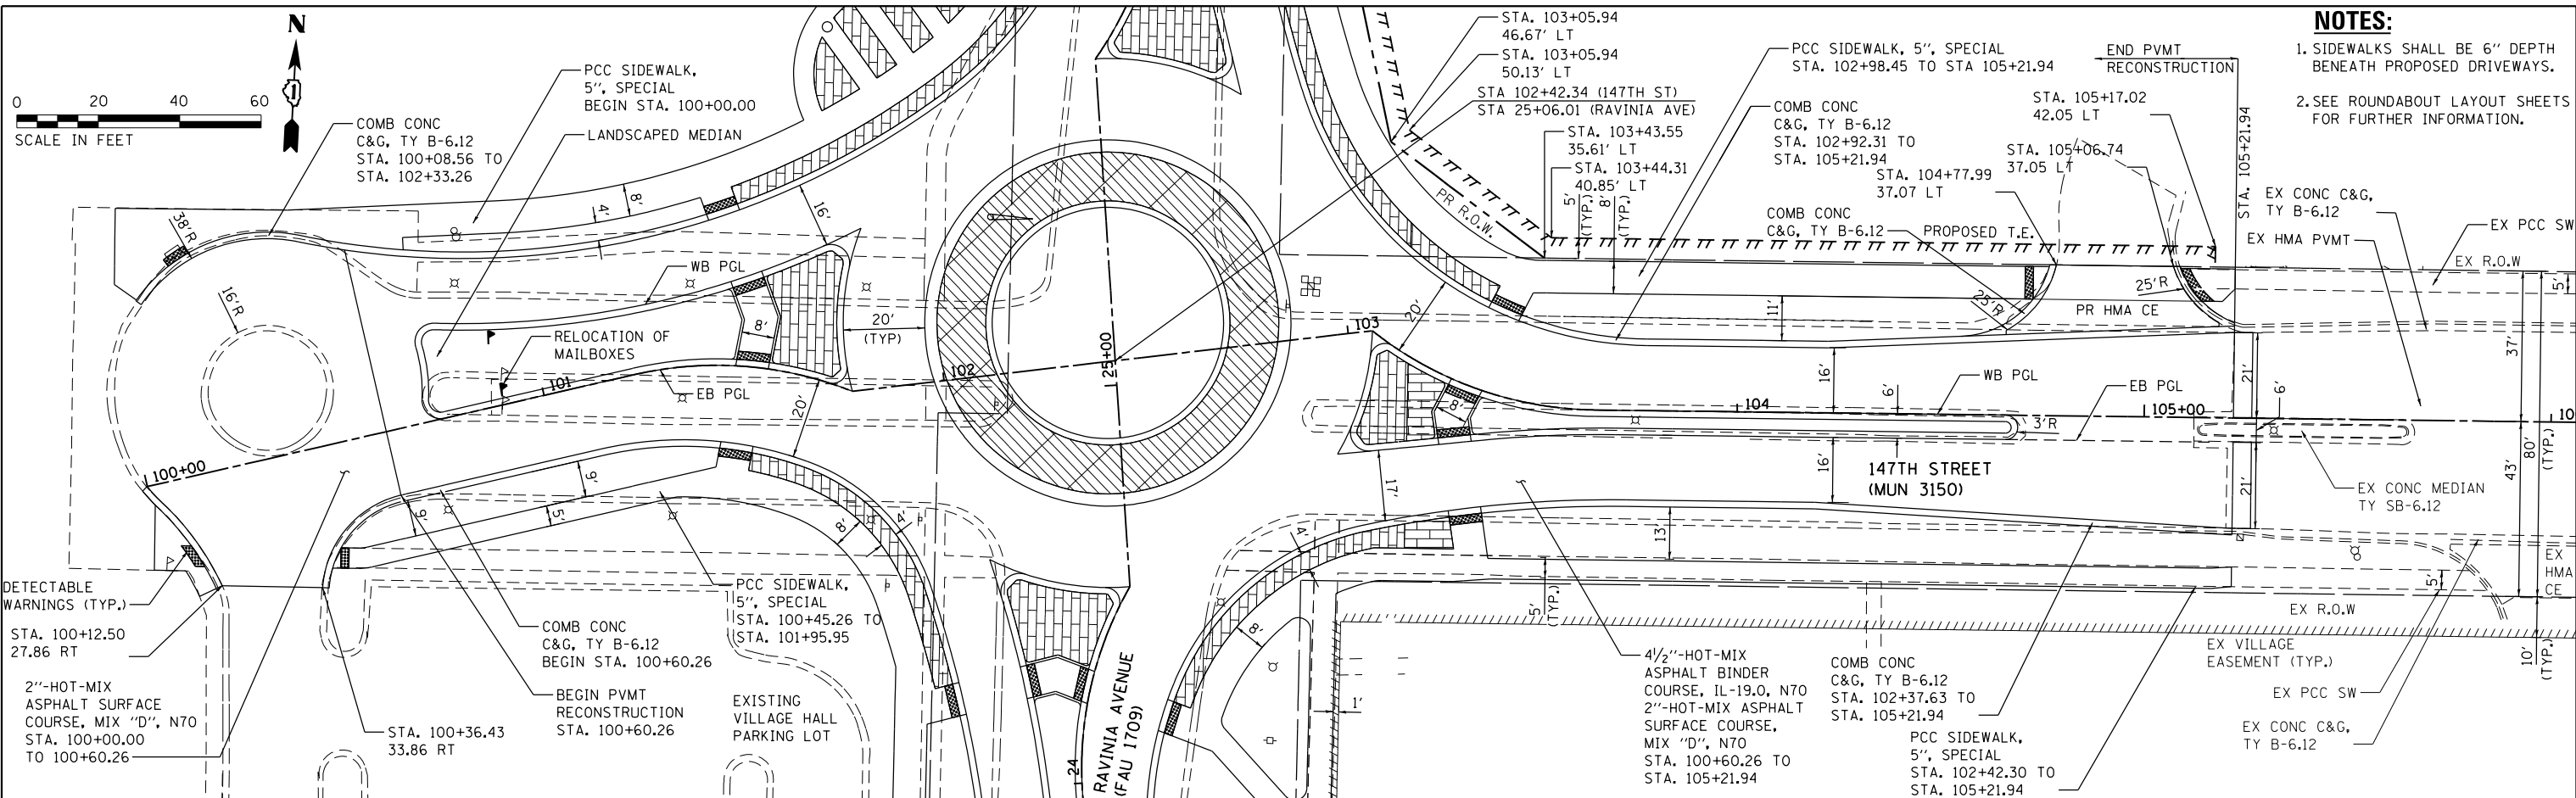 N
1
0 20 40 60
SCALE IN FEET
PCC SIDEWALK,
5", SPECIAL
BEGIN STA. 100+00.00
LANDSCAPED MEDIAN
COMB CONC
C&G, TY B-6.12
STA. 100+08.56 TO
STA. 102+33.26
38'R
16'R
4'
8'
16'
WB PGL
RELOCATION OF
MAILBOXES
8'
20'
(TYP)
101
EB PGL
102
20'
25+00
103
100+00
9'
9'
5'
8'
4'
DETECTABLE
WARNINGS (TYP.)
STA. 100+12.50
27.86 RT
2"-HOT-MIX
ASPHALT SURFACE
COURSE, MIX "D", N70
STA. 100+00.00
TO 100+60.26
STA. 100+36.43
33.86 RT
COMB CONC
C&G, TY B-6.12
BEGIN STA. 100+60.26
BEGIN PVMT
RECONSTRUCTION
STA. 100+60.26
PCC SIDEWALK,
5", SPECIAL
STA. 100+45.26 TO
STA. 101+95.95
EXISTING
VILLAGE HALL
PARKING LOT
24
RAVINIA AVENUE
(FAU 1709)
STA. 103+05.94
46.67' LT
STA. 103+05.94
50.13' LT
STA 102+42.34 (147TH ST)
STA 25+06.01 (RAVINIA AVE)
STA. 103+43.55
35.61' LT
STA. 103+44.31
40.85' LT
5'
(TYP.)
8'
(TYP.)
PR R.O.W.
PCC SIDEWALK, 5", SPECIAL
STA. 102+98.45 TO STA 105+21.94
COMB CONC
C&G, TY B-6.12
STA. 102+92.31 TO
STA. 105+21.94
COMB CONC
C&G, TY B-6.12
PROPOSED T.E.
STA. 104+77.99
37.07 LT
STA. 105+06.74
37.05 LT
STA. 105+17.02
42.05 LT
END PVMT
RECONSTRUCTION
STA. 105+21.94
NOTES:
1. SIDEWALKS SHALL BE 6" DEPTH
BENEATH PROPOSED DRIVEWAYS.
2. SEE ROUNDABOUT LAYOUT SHEETS
FOR FURTHER INFORMATION.
EX CONC C&G,
TY B-6.12
EX HMA PVMT
EX PCC SW
EX R.O.W
5'
20'
11'
25'R
25'R
PR HMA CE
8'
16'
104
6'
WB PGL
EB PGL
105+00
3'R
21'
6'
37'
80'
(TYP.)
10
17'
16'
147TH STREET
(MUN 3150)
21'
43'
EX CONC MEDIAN
TY SB-6.12
4'
13'
5'
(TYP.)
8'
1'
5'
EX
HMA
CE
EX R.O.W
10'
(TYP.)
4½"-HOT-MIX
ASPHALT BINDER
COURSE, IL-19.0, N70
2"-HOT-MIX ASPHALT
SURFACE COURSE,
MIX "D", N70
STA. 100+60.26 TO
STA. 105+21.94
COMB CONC
C&G, TY B-6.12
STA. 102+37.63 TO
STA. 105+21.94
PCC SIDEWALK,
5", SPECIAL
STA. 102+42.30 TO
STA. 105+21.94
EX VILLAGE
EASEMENT (TYP.)
EX PCC SW
EX CONC C&G,
TY B-6.12